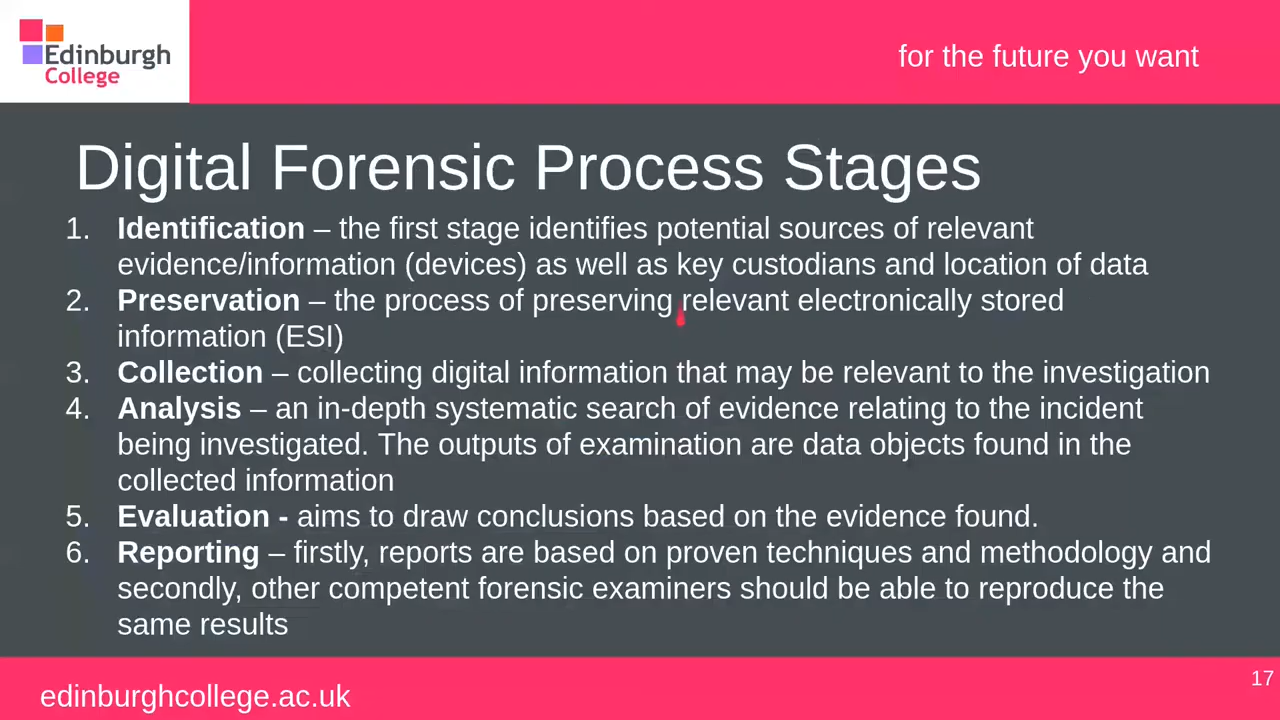 Edinburgh
College
for the future you want
Digital Forensic Process Stages
1. Identification – the first stage identifies potential sources of relevant
evidence/information (devices) as well as key custodians and location of data
2. Preservation – the process of preserving relevant electronically stored
information (ESI)
3. Collection – collecting digital information that may be relevant to the investigation
4. Analysis – an in-depth systematic search of evidence relating to the incident
being investigated. The outputs of examination are data objects found in the
collected information
5. Evaluation - aims to draw conclusions based on the evidence found.
6. Reporting – firstly, reports are based on proven techniques and methodology and
secondly, other competent forensic examiners should be able to reproduce the
same results
17
edinburghcollege.ac.uk